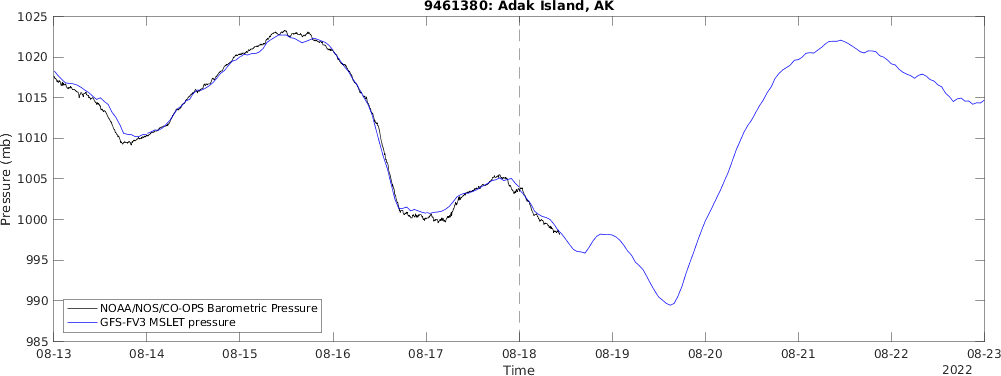 9461380: Adak Island, AK
Pressure (mb)
1025
1020
1015
1010
1005
1000
995
990
985
NOAA/NOS/CO-OPS Barometric Pressure
GFS-FV3 MSLET pressure
08-13 08-14 08-15 08-16 08-17 08-18 08-19 08-20 08-21 08-22 08-23
Time
2022